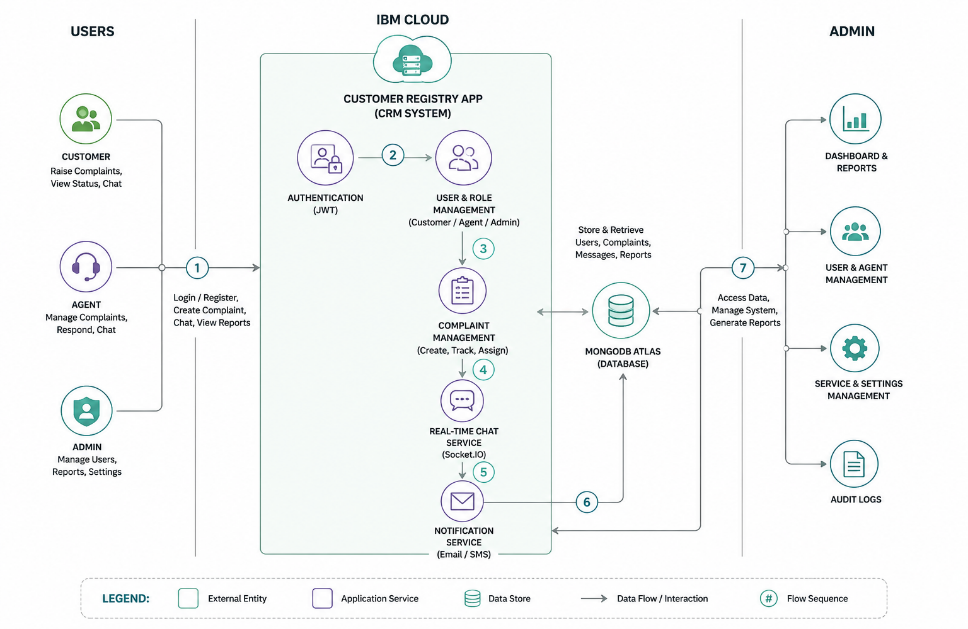 IBM CLOUD
USERS
ADMIN
CUSTOMER REGISTRY APP
(CRM SYSTEM)
CUSTOMER
Raise Complaints,
View Status, Chat
AGENT
Manage Complaints,
Respond, Chat
ADMIN
Manage Users,
Reports, Settings
1
Login / Register,
Create Complaint,
Chat, View Reports
AUTHENTICATION
(JWT)
2
USER & ROLE
MANAGEMENT
(Customer / Agent / Admin)
3
COMPLAINT
MANAGEMENT
(Create, Track, Assign)
4
REAL-TIME CHAT
SERVICE
(Socket.IO)
5
NOTIFICATION
SERVICE
(Email / SMS)
6
Store & Retrieve
Users, Complaints,
Messages, Reports
MONGODB ATLAS
(DATABASE)
7
Access Data,
Manage System,
Generate Reports
DASHBOARD &
REPORTS
USER & AGENT
MANAGEMENT
SERVICE & SETTINGS
MANAGEMENT
AUDIT LOGS
LEGEND:
External Entity
Application Service
Data Store
Data Flow / Interaction
#
Flow Sequence